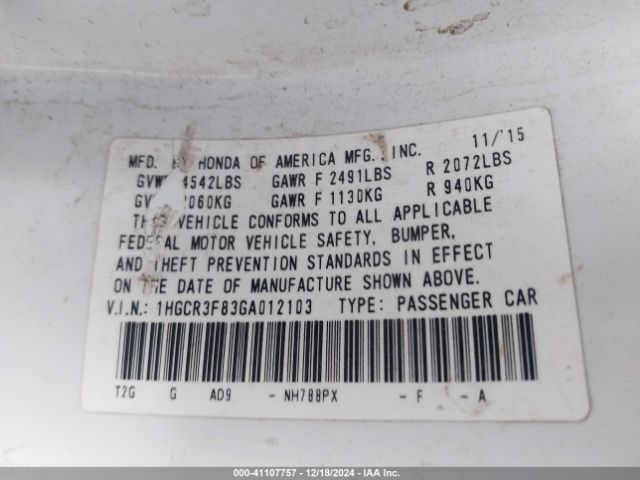 11/'15
MFD. BY HONDA OF AMERICA MFG., INC.
4542LBS GAWR F 2491LBS R 2072LBS
GAWR F 1130KG R 940KG
VEHICLE CONFORMS TO ALL APPLICABLE
FEDERAL MOTOR VEHICLE SAFETY, BUMPER,
AND THEFT PREVENTION STANDARDS IN EFFECT
ON THE DATE OF MANUFACTURE SHOWN ABOVE.
V.I.N.: 1HGCR3F83GA012103 TYPE: PASSENGER CAR
T2G G AD9 - NH788PX - F - A
000-41107757 - 12/18/2024 - IAA Inc.